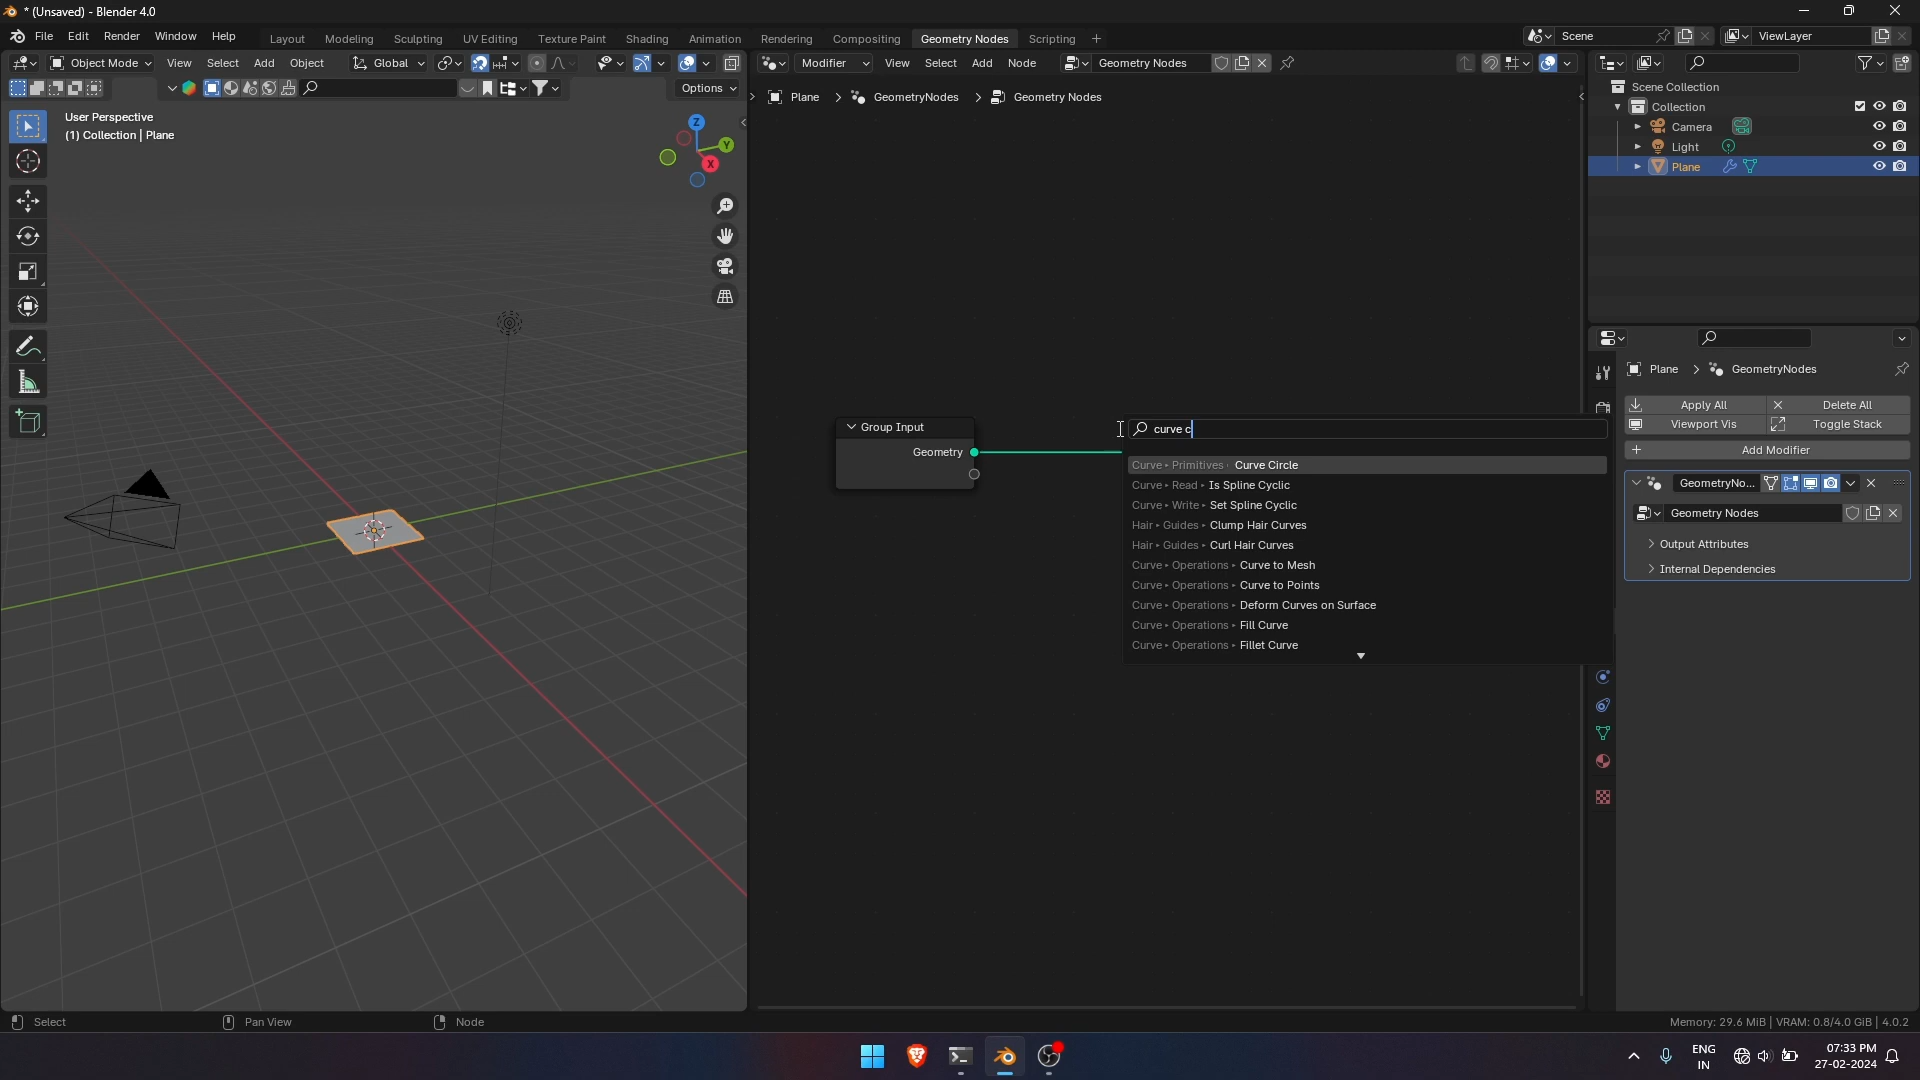 * (Unsaved) - Blender 4.0
File Edit Render Window Help
Layout Modeling Sculpting UV Editing Texture Paint Shading Animation Rendering Compositing Geometry Nodes Scripting +
Scene
ViewLayer
Object Mode View Select Add Object
Global
Options
Modifier View Select Add Node
Geometry Nodes
User Perspective
(1) Collection | Plane
Z
Y
X
Plane > GeometryNodes > Geometry Nodes
Scene Collection
Collection
Camera
Light
Plane
Group Input
Geometry
curve c
Curve ▸ Primitives ▸ Curve Circle
Curve ▸ Read ▸ Is Spline Cyclic
Curve ▸ Write ▸ Set Spline Cyclic
Hair ▸ Guides ▸ Clump Hair Curves
Hair ▸ Guides ▸ Curl Hair Curves
Curve ▸ Operations ▸ Curve to Mesh
Curve ▸ Operations ▸ Curve to Points
Curve ▸ Operations ▸ Deform Curves on Surface
Curve ▸ Operations ▸ Fill Curve
Curve ▸ Operations ▸ Fillet Curve
Plane > GeometryNodes
Apply All
Delete All
Viewport Vis
Toggle Stack
Add Modifier
GeometryNo...
Geometry Nodes
Output Attributes
Internal Dependencies
Select
Pan View
Node
Memory: 29.6 MiB | VRAM: 0.8/4.0 GiB | 4.0.2
ENG
IN
07:33 PM
27-02-2024